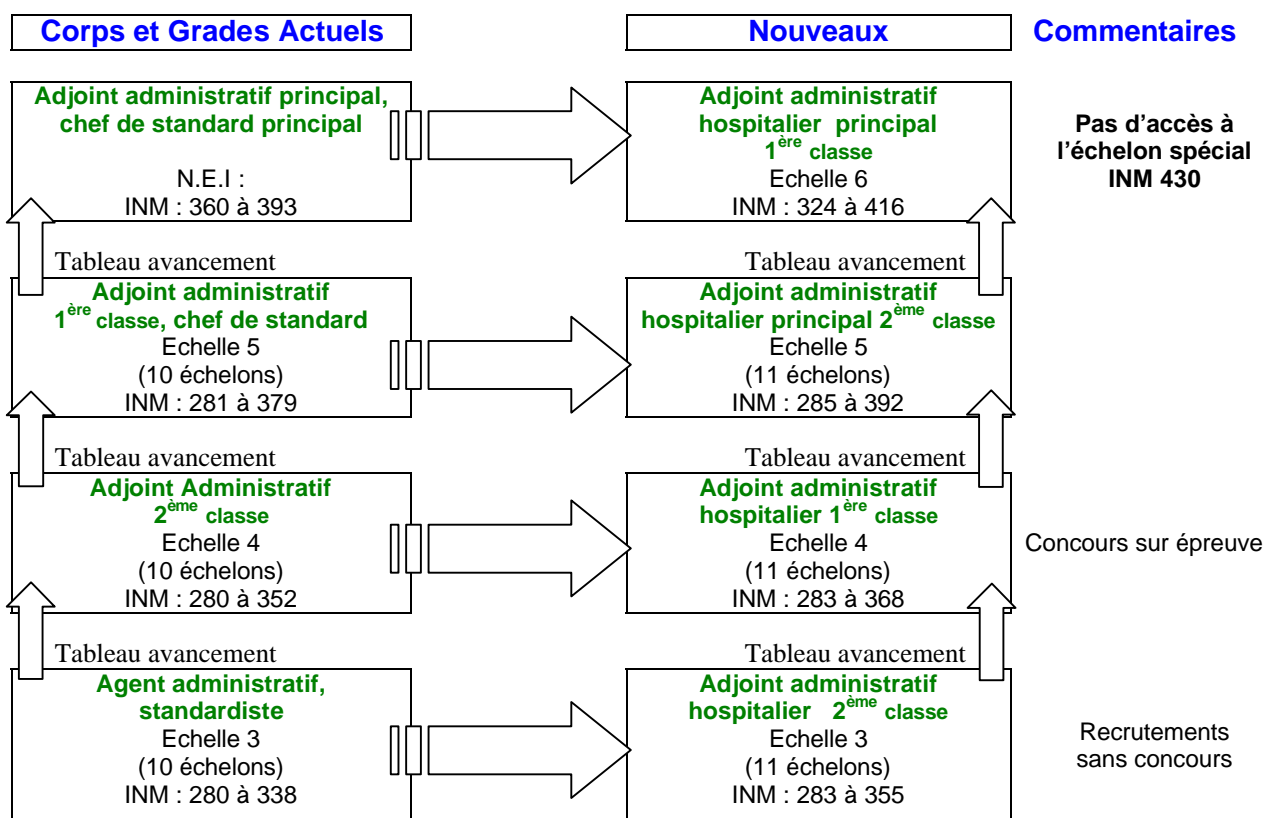 Corps et Grades Actuels
Nouveaux
Commentaires
Adjoint administratif principal,
chef de standard principal
N.E.I :
INM : 360 à 393
Adjoint administratif
hospitalier principal
1ère classe
Echelle 6
INM : 324 à 416
Pas d’accès à
l’échelon spécial
INM 430
Tableau avancement
Tableau avancement
Adjoint administratif
1ère classe, chef de standard
Echelle 5
(10 échelons)
INM : 281 à 379
Adjoint administratif
hospitalier principal 2ème classe
Echelle 5
(11 échelons)
INM : 285 à 392
Tableau avancement
Tableau avancement
Adjoint Administratif
2ème classe
Echelle 4
(10 échelons)
INM : 280 à 352
Adjoint administratif
hospitalier 1ère classe
Echelle 4
(11 échelons)
INM : 283 à 368
Concours sur épreuve
Tableau avancement
Tableau avancement
Agent administratif,
standardiste
Echelle 3
(10 échelons)
INM : 280 à 338
Adjoint administratif
hospitalier 2ème classe
Echelle 3
(11 échelons)
INM : 283 à 355
Recrutements
sans concours